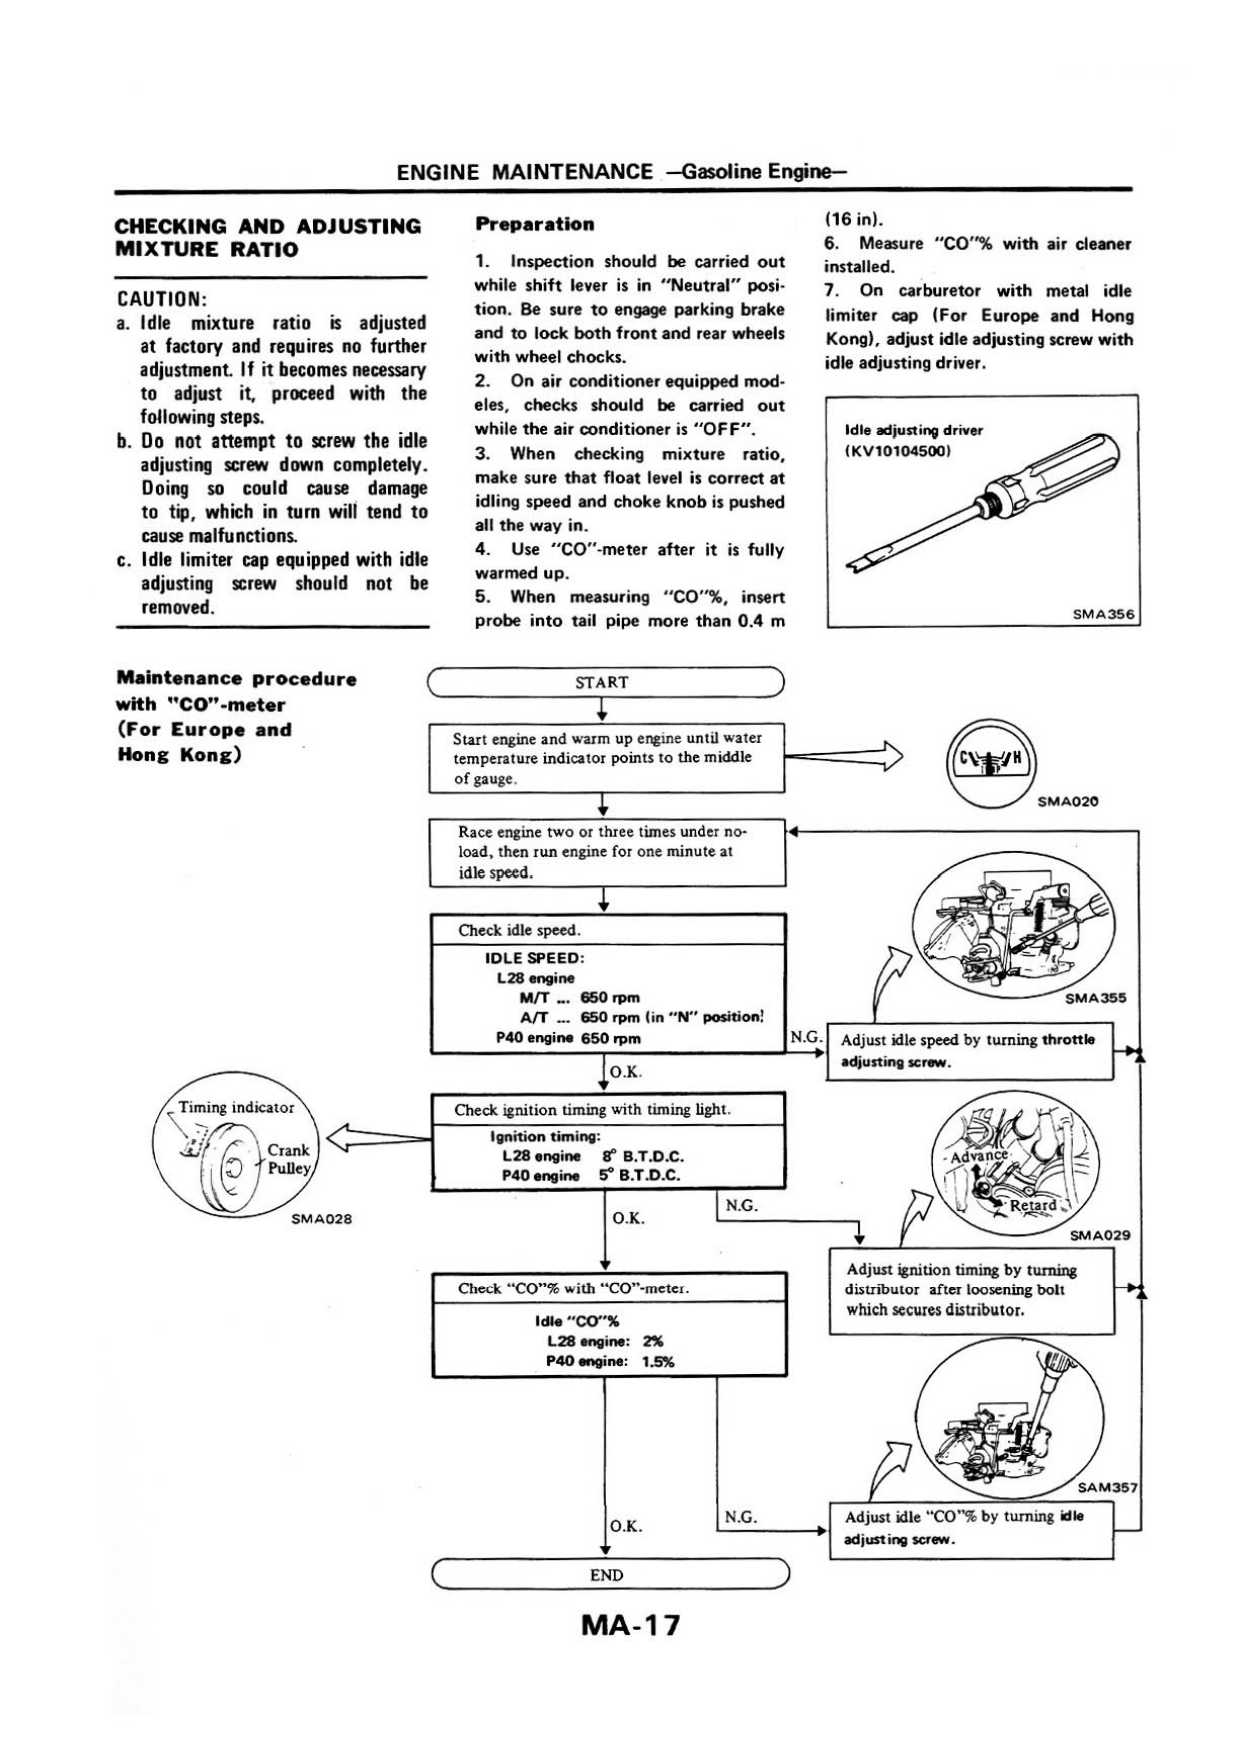 ENGINE MAINTENANCE —Gasoline Engine—
CHECKING AND ADJUSTING
MIXTURE RATIO
CAUTION:
a. Idle mixture ratio is adjusted
at factory and requires no further
adjustment. If it becomes necessary
to adjust it, proceed with the
following steps.
b. Do not attempt to screw the idle
adjusting screw down completely.
Doing so could cause damage
to tip, which in turn will tend to
cause malfunctions.
c. Idle limiter cap equipped with idle
adjusting screw should not be
removed.
Preparation
1. Inspection should be carried out
while shift lever is in "Neutral" posi-
tion. Be sure to engage parking brake
and to lock both front and rear wheels
with wheel chocks.
2. On air conditioner equipped mod-
eles, checks should be carried out
while the air conditioner is "OFF".
3. When checking mixture ratio,
make sure that float level is correct at
idling speed and choke knob is pushed
all the way in.
4. Use "CO"-meter after it is fully
warmed up.
5. When measuring "CO"%, insert
probe into tail pipe more than 0.4 m
(16 in).
6. Measure "CO"% with air cleaner
installed.
7. On carburetor with metal idle
limiter cap (For Europe and Hong
Kong), adjust idle adjusting screw with
idle adjusting driver.
Idle adjusting driver
(KV10104500)
SMA356
Maintenance procedure
with "CO"-meter
(For Europe and
Hong Kong)
START
Start engine and warm up engine until water
temperature indicator points to the middle
of gauge.
C H
SMA020
Race engine two or three times under no-
load, then run engine for one minute at
idle speed.
Check idle speed.
IDLE SPEED:
L28 engine
M/T ... 650 rpm
A/T ... 650 rpm (in "N" position)
P40 engine 650 rpm
N.G.
SMA355
Adjust idle speed by turning throttle
adjusting screw.
O.K.
Timing indicator
Crank
Pulley
SMA028
Check ignition timing with timing light.
Ignition timing:
L28 engine 8° B.T.D.C.
P40 engine 5° B.T.D.C.
N.G.
O.K.
Advance
Retard
SMA029
Adjust ignition timing by turning
distributor after loosening bolt
which secures distributor.
Check "CO"% with "CO"-meter.
Idle "CO"%
L28 engine: 2%
P40 engine: 1.5%
SAM357
N.G.
O.K.
Adjust idle "CO"% by turning idle
adjusting screw.
END
MA-17